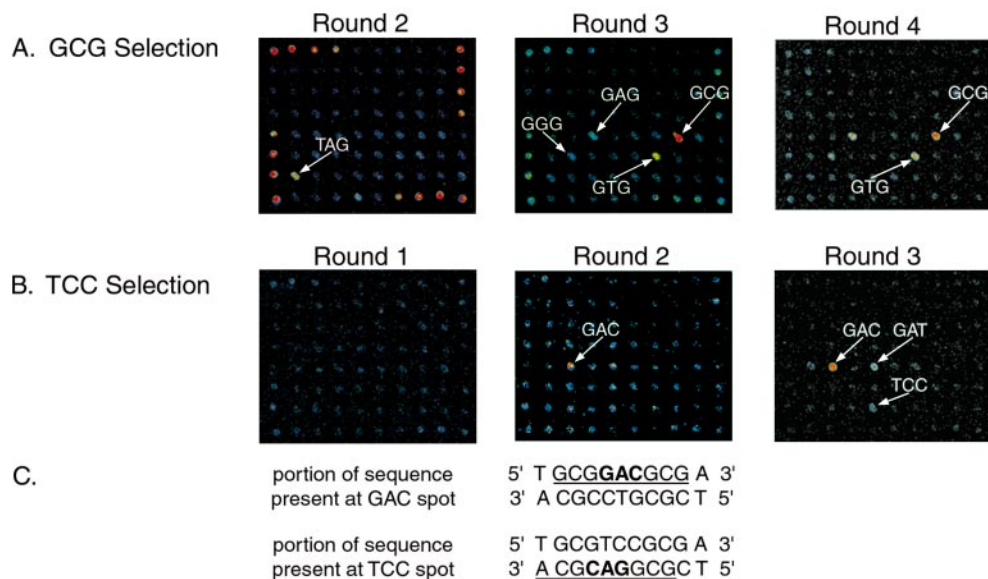 Round 2 Round 3 Round 4
A. GCG Selection
TAG
GAG GCG
GGG
GTG
GCG
GTG
Round 1 Round 2 Round 3
B. TCC Selection
GAC
GAC GAT
TCC
C.
portion of sequence 5' T GCGGACGCG A 3'
present at GAC spot 3' A CGCCTGCGC T 5'
portion of sequence 5' T GCGTCCGCG A 3'
present at TCC spot 3' A CGCAGGCGC T 5'